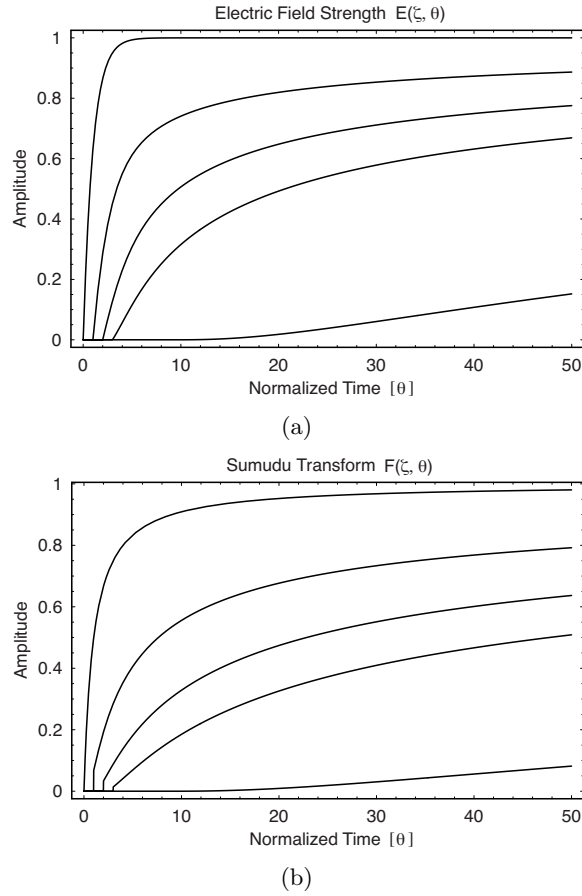 Electric Field Strength E(ζ, θ)
1
0.8
0.6
0.4
0.2
0
Amplitude
0 10 20 30 40 50
Normalized Time [θ]
(a)
Sumudu Transform F(ζ, θ)
1
0.8
0.6
0.4
0.2
0
Amplitude
0 10 20 30 40 50
Normalized Time [θ]
(b)